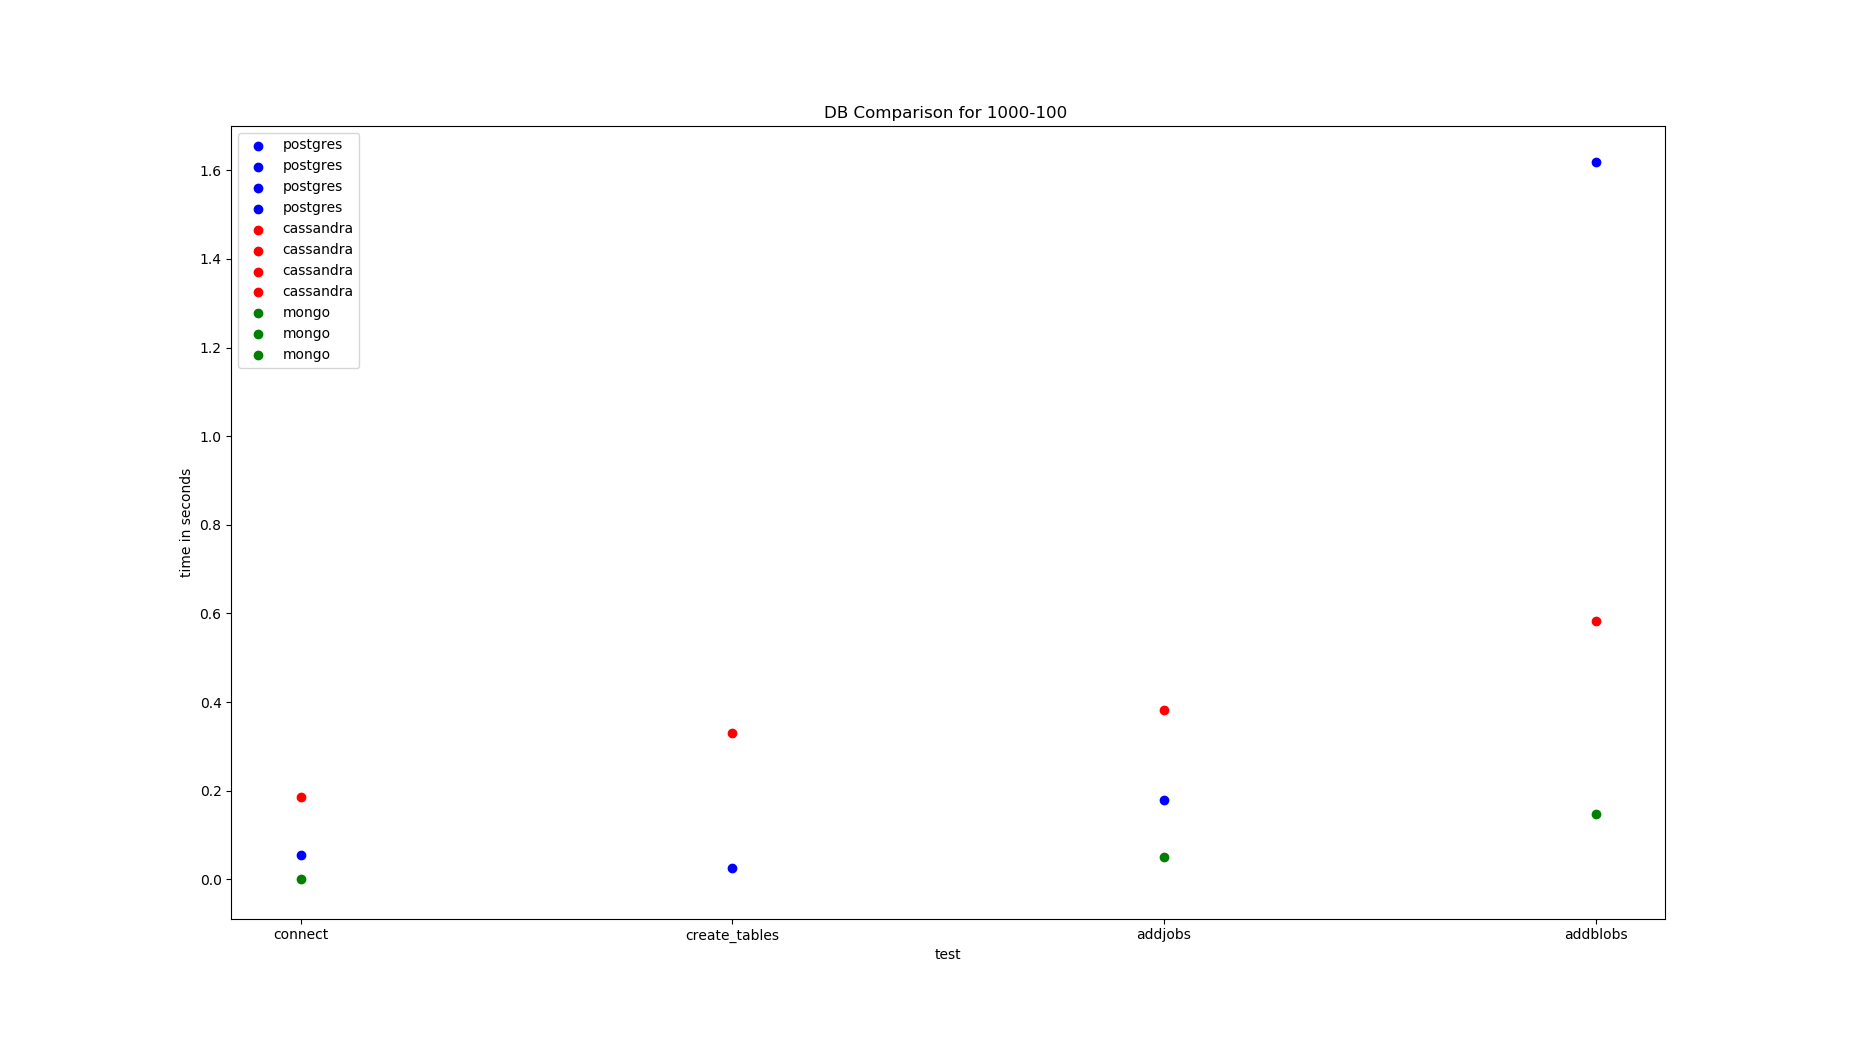 DB Comparison for 1000-100
postgres
postgres
postgres
postgres
cassandra
cassandra
cassandra
cassandra
mongo
mongo
mongo
time in seconds
1.6
1.4
1.2
1.0
0.8
0.6
0.4
0.2
0.0
connect create_tables addjobs addblobs
test